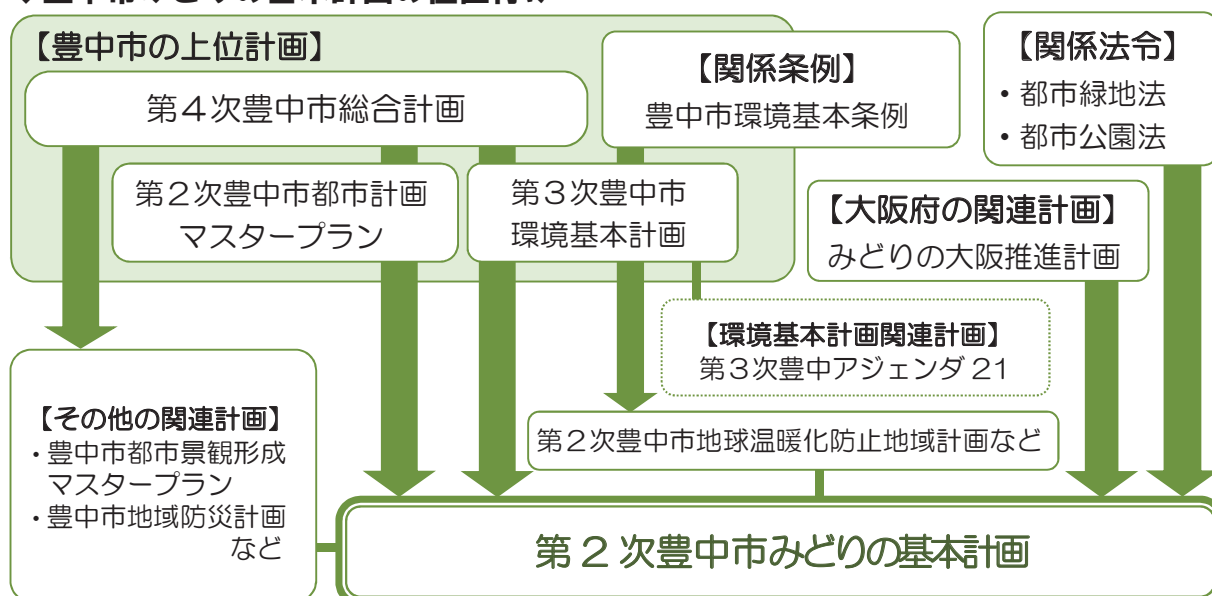 【豊中市の上位計画】
第4次豊中市総合計画
【関係条例】
豊中市環境基本条例
【関係法令】
・都市緑地法
・都市公園法
第2次豊中市都市計画
マスタープラン
第3次豊中市
環境基本計画
【大阪府の関連計画】
みどりの大阪推進計画
【環境基本計画関連計画】
第3次豊中アジェンダ 21
【その他の関連計画】
・豊中市都市景観形成
マスタープラン
・豊中市地域防災計画
など
第2次豊中市地球温暖化防止地域計画など
第 2 次豊中市みどりの基本計画